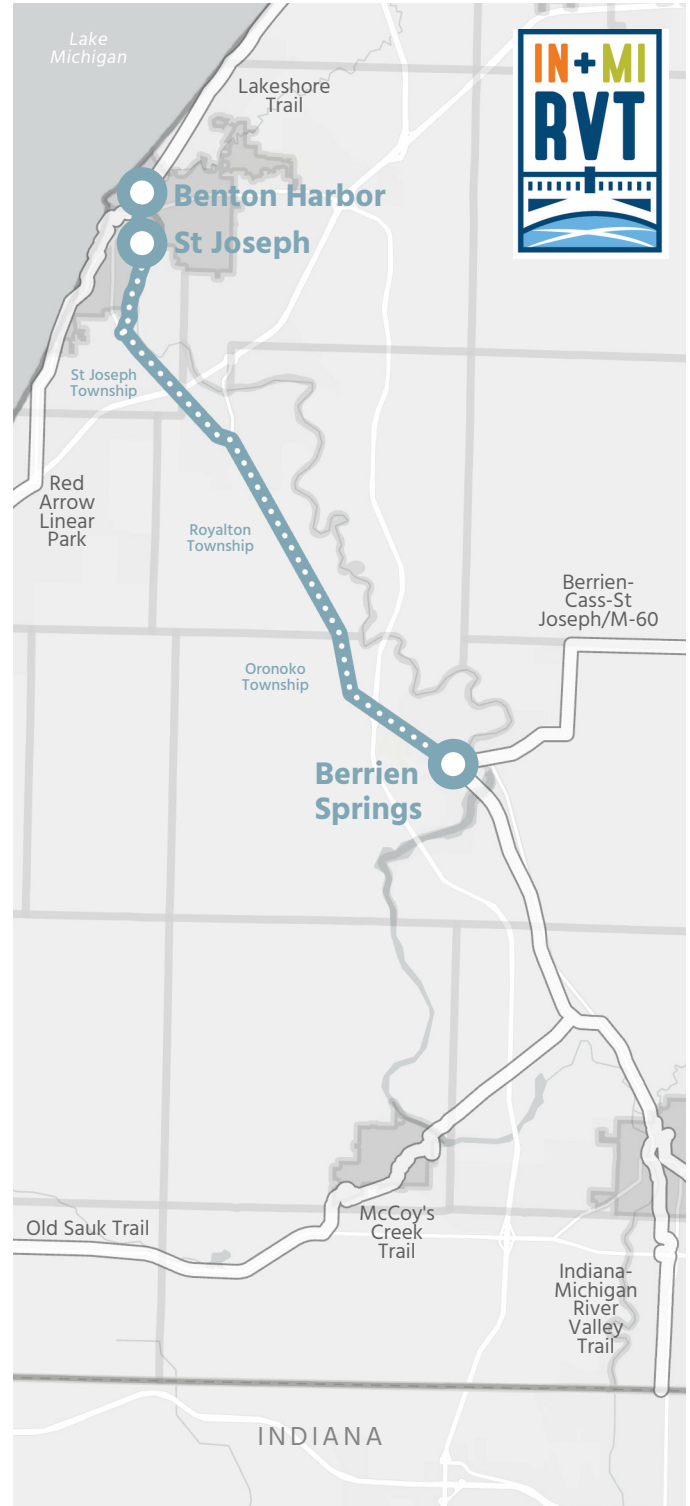 Lake
Michigan
IN+MI
RVT
Lakeshore
Trail
Benton Harbor
St Joseph
St Joseph
Township
Red
Arrow
Linear
Park
Royalton
Township
Berrien-
Cass-St
Joseph/M-60
Oronoko
Township
Berrien
Springs
Old Sauk Trail
McCoy's
Creek
Trail
Indiana-
Michigan
River
Valley
Trail
INDIANA